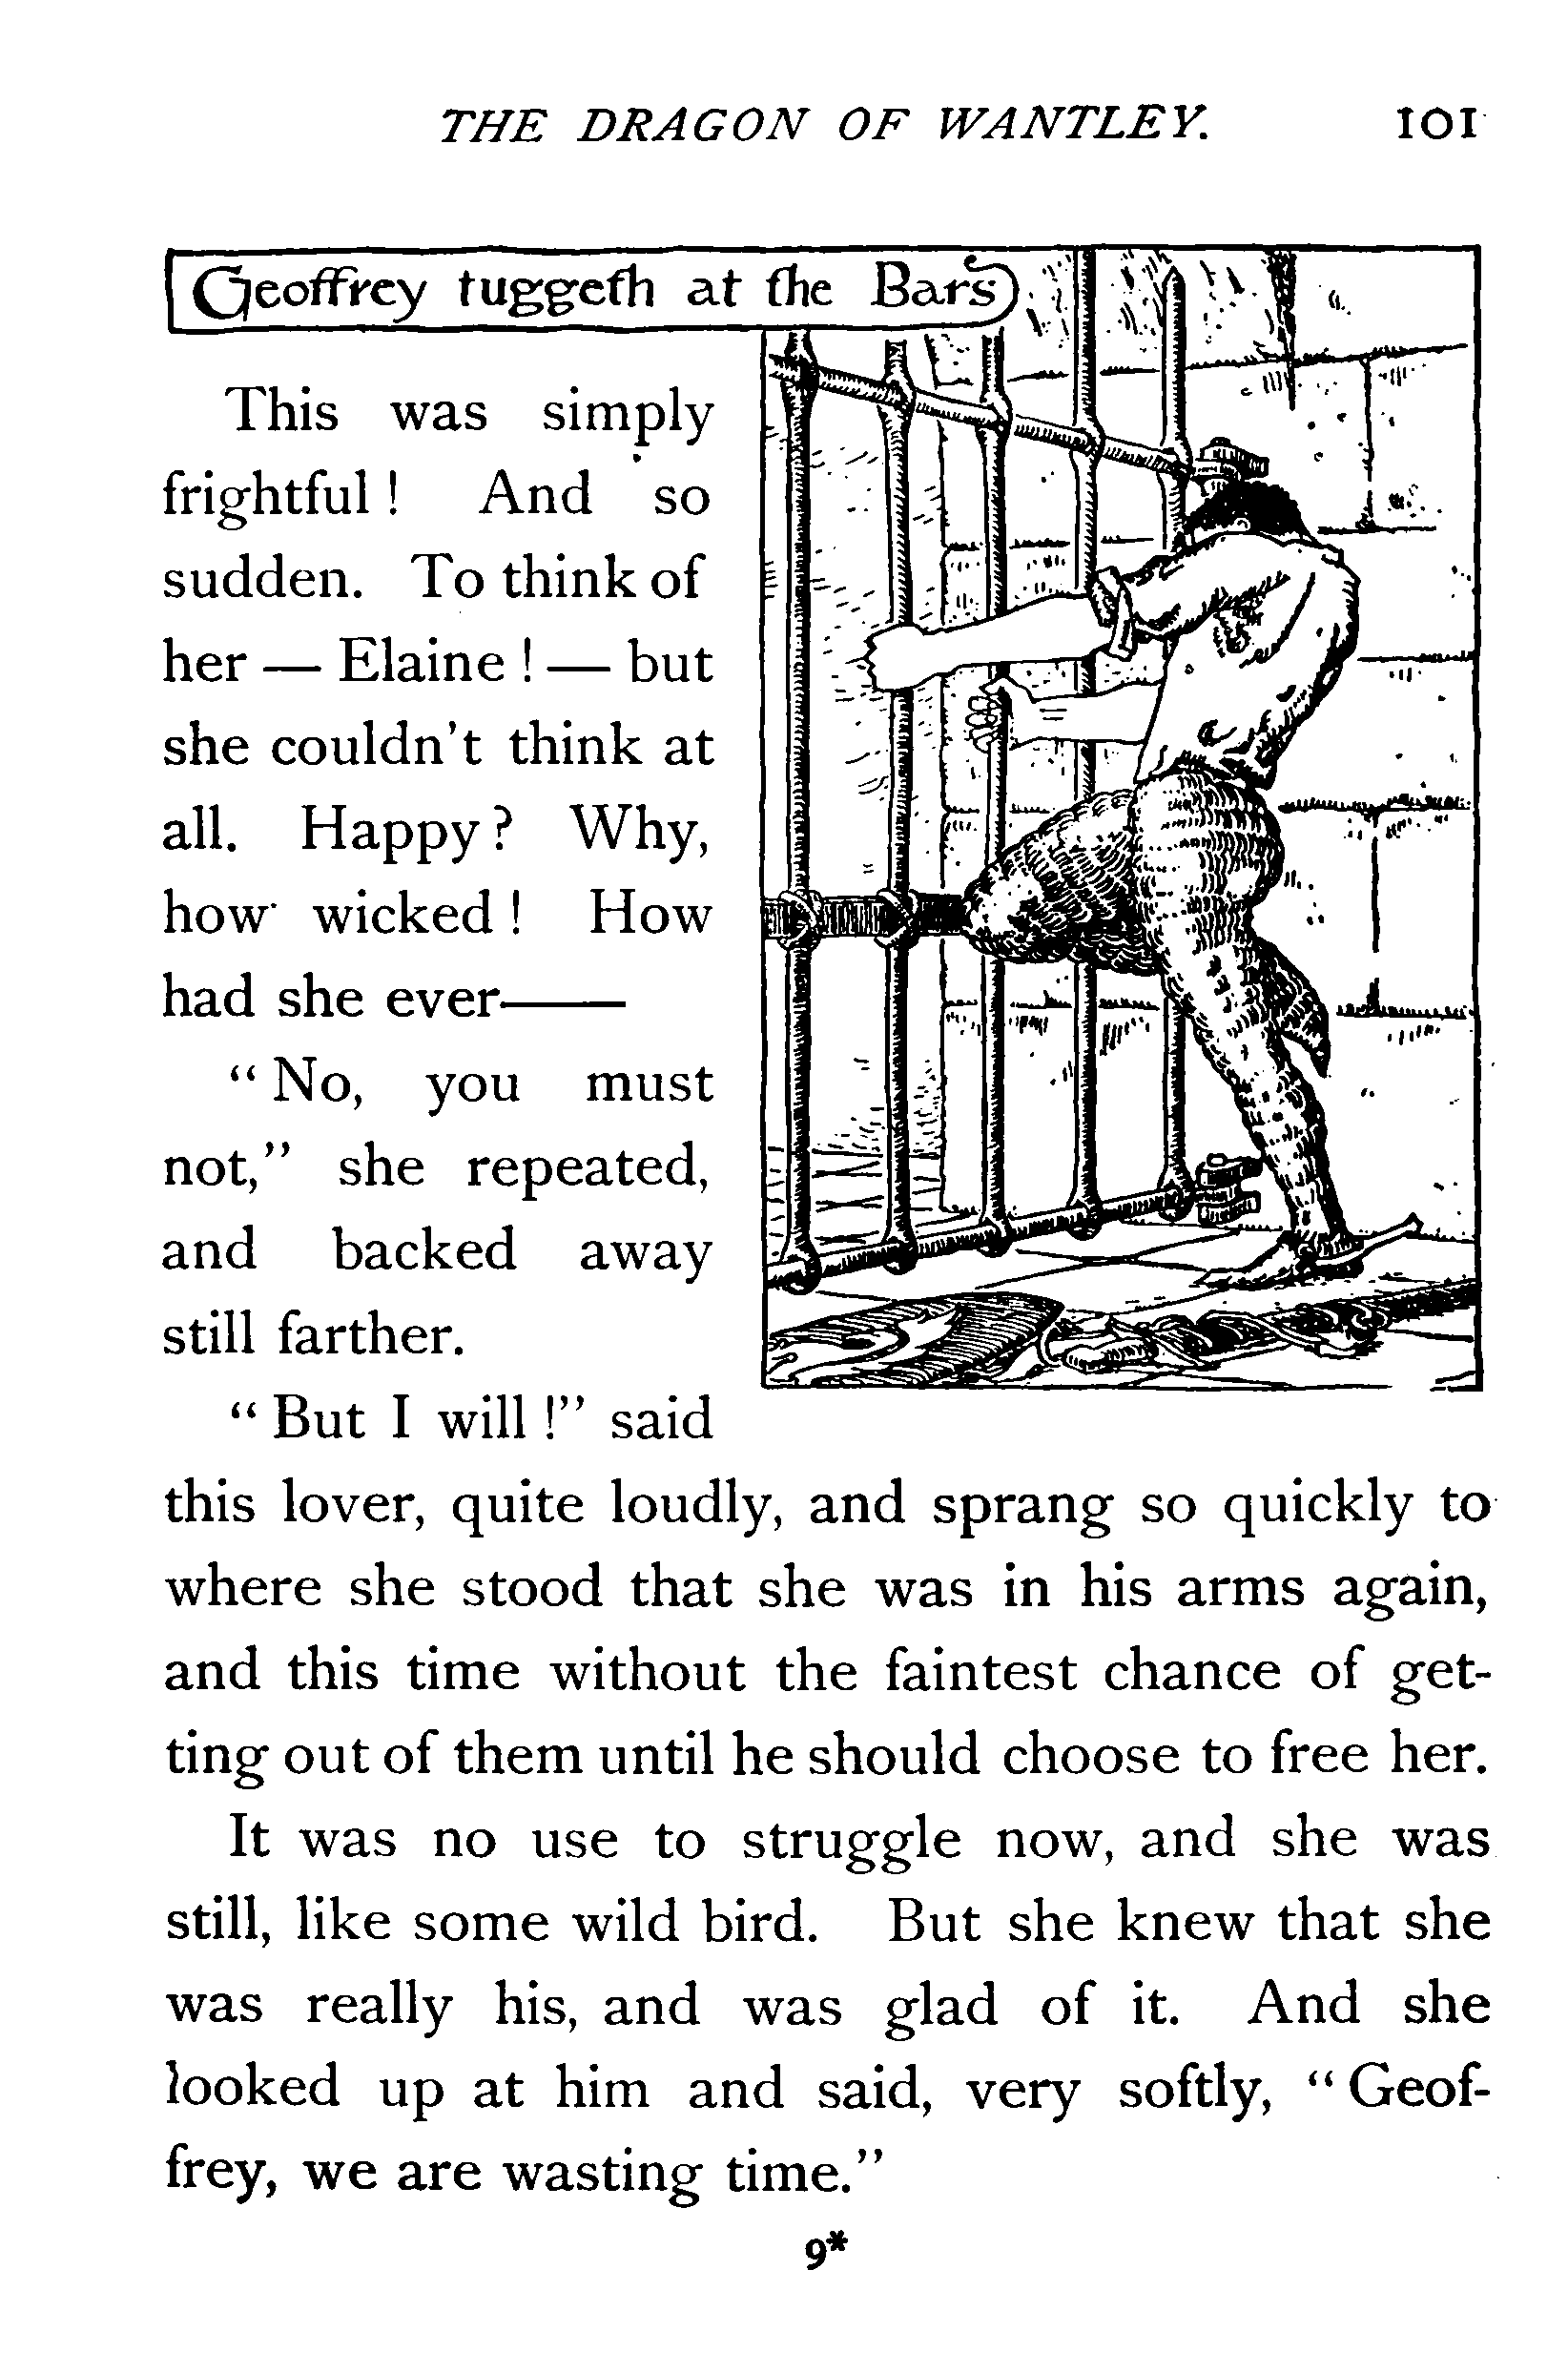 THE DRAGON OF WANTLEY. 101
Geoffrey tuggeth at the Bars
This was simply
frightful! And so
sudden. To think of
her — Elaine! — but
she couldn't think at
all. Happy? Why,
how wicked! How
had she ever——
"No, you must
not," she repeated,
and backed away
still farther.
"But I will!" said
this lover, quite loudly, and sprang so quickly to
where she stood that she was in his arms again,
and this time without the faintest chance of get-
ting out of them until he should choose to free her.
It was no use to struggle now, and she was
still, like some wild bird. But she knew that she
was really his, and was glad of it. And she
looked up at him and said, very softly, "Geof-
frey, we are wasting time."
9*